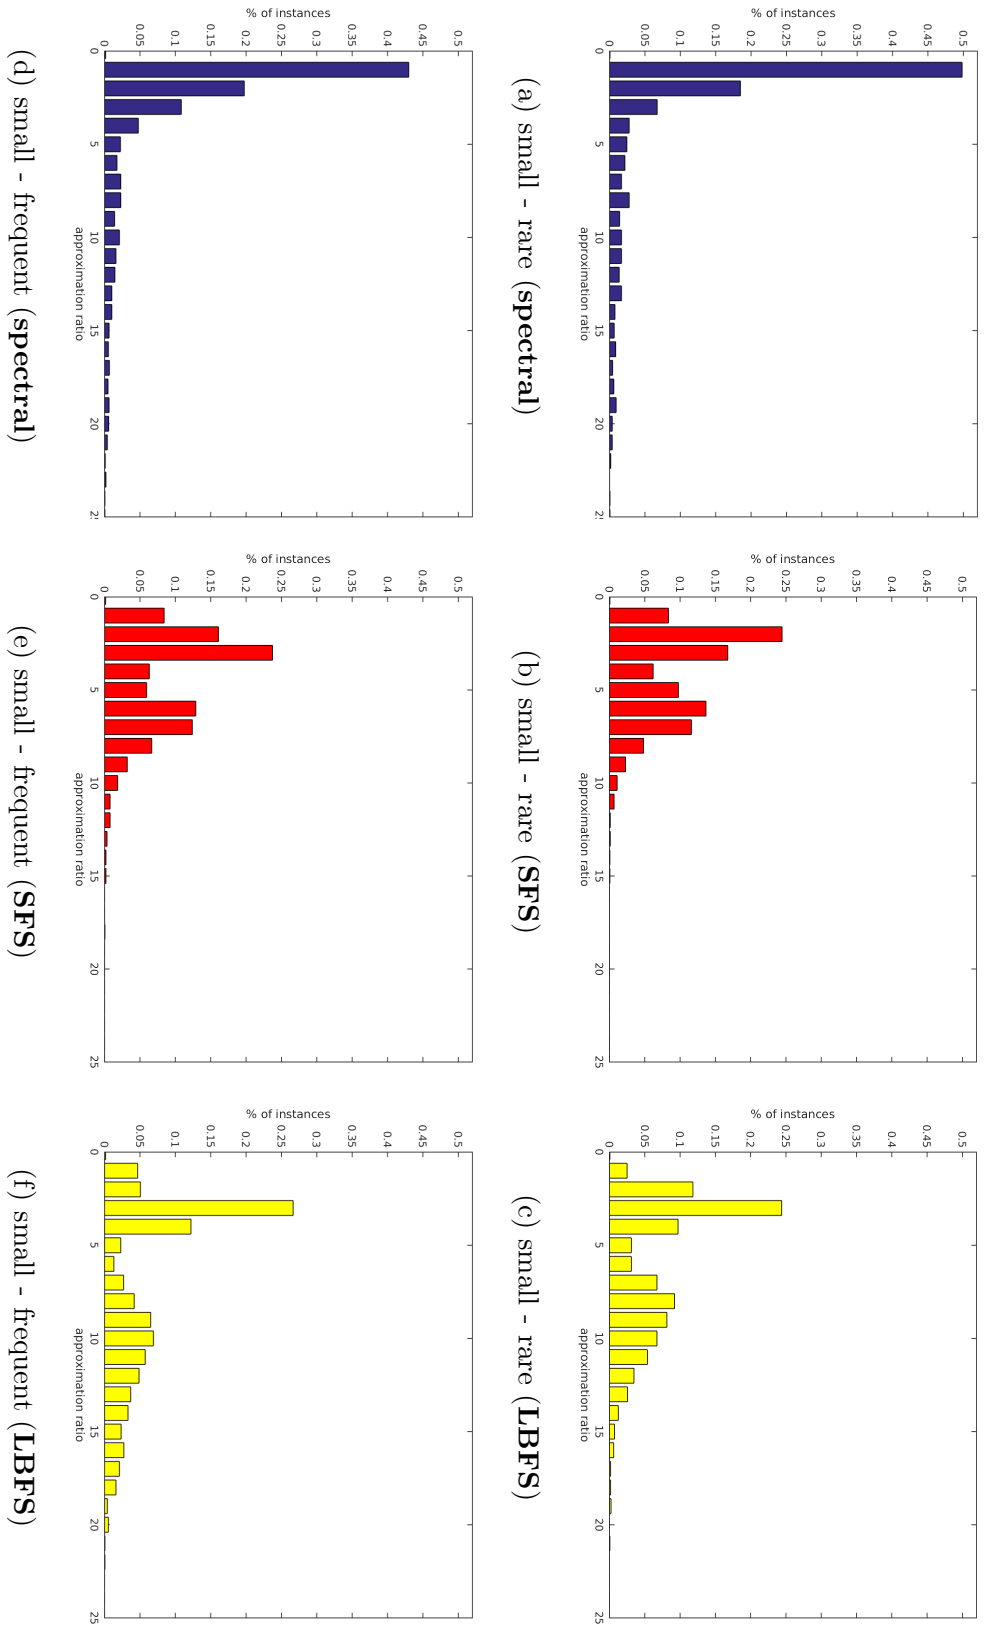 % of instances
0.5
0.45
0.4
0.35
0.3
0.25
0.2
0.15
0.1
0.05
0
0 5 10 15 20
approximation ratio
(a) small - rare (spectral)
% of instances
0.5
0.45
0.4
0.35
0.3
0.25
0.2
0.15
0.1
0.05
0
0 5 10 15 20 25
approximation ratio
(b) small - rare (SFS)
% of instances
0.5
0.45
0.4
0.35
0.3
0.25
0.2
0.15
0.1
0.05
0
0 5 10 15 20 25
approximation ratio
(c) small - rare (LBFS)
% of instances
0.5
0.45
0.4
0.35
0.3
0.25
0.2
0.15
0.1
0.05
0
0 5 10 15 20
approximation ratio
(d) small - frequent (spectral)
% of instances
0.5
0.45
0.4
0.35
0.3
0.25
0.2
0.15
0.1
0.05
0
0 5 10 15 20 25
approximation ratio
(e) small - frequent (SFS)
% of instances
0.5
0.45
0.4
0.35
0.3
0.25
0.2
0.15
0.1
0.05
0
0 5 10 15 20 25
approximation ratio
(f) small - frequent (LBFS)